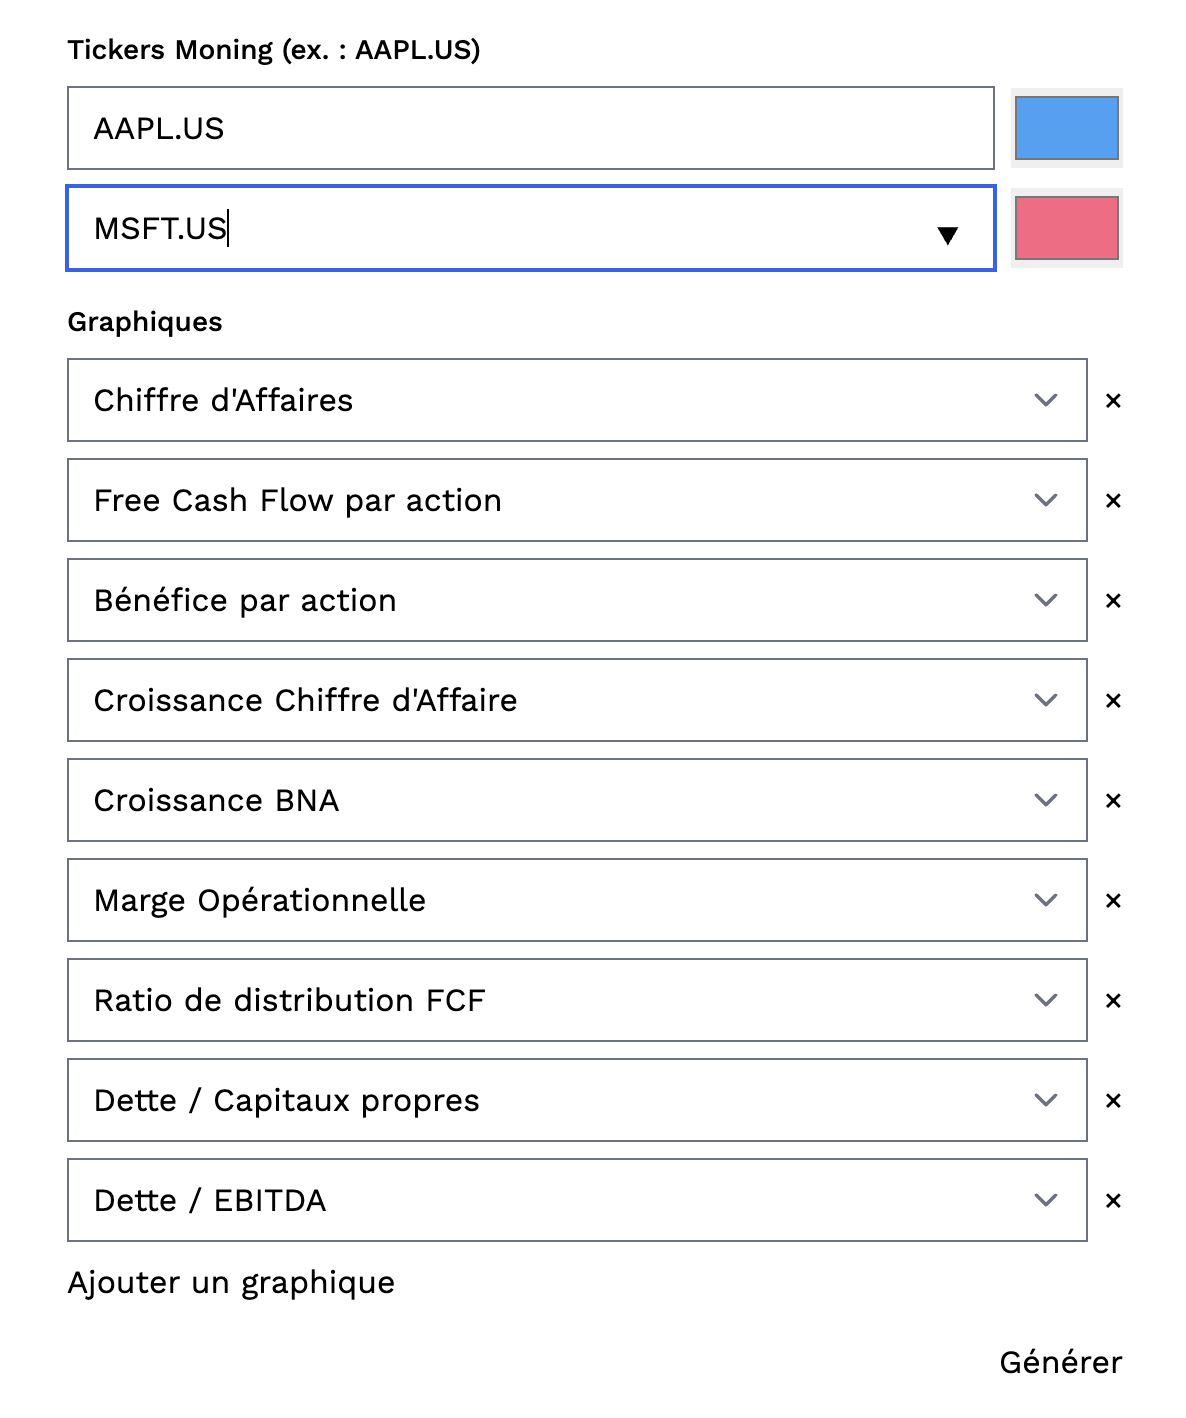 Tickers Moning (ex. : AAPL.US)
AAPL.US
MSFT.US
Graphiques
Chiffre d'Affaires
Free Cash Flow par action
Bénéfice par action
Croissance Chiffre d'Affaire
Croissance BNA
Marge Opérationnelle
Ratio de distribution FCF
Dette / Capitaux propres
Dette / EBITDA
Ajouter un graphique
Générer